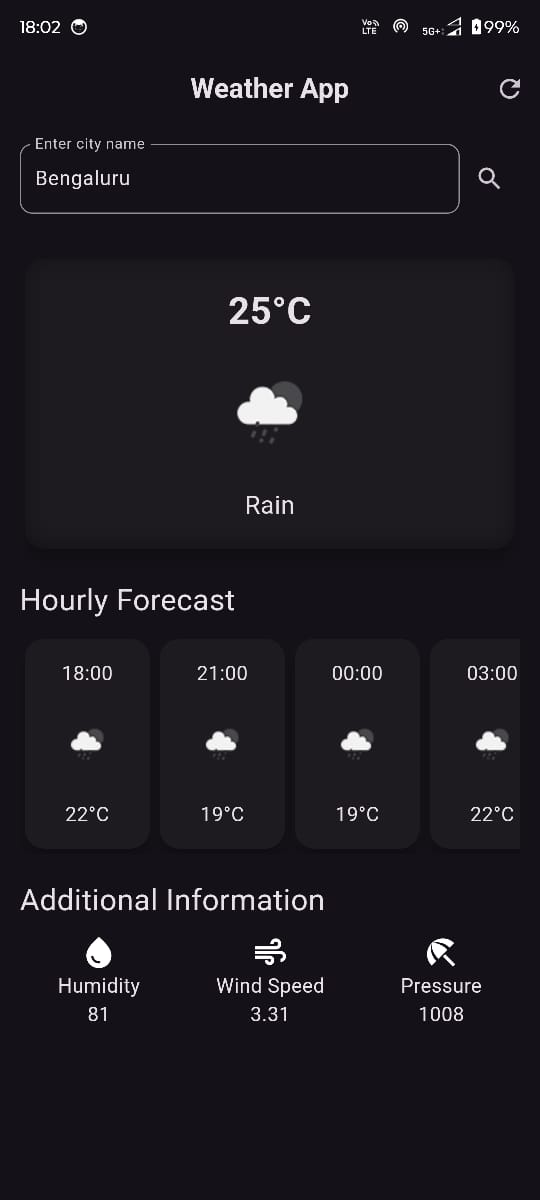 18:02 Vo LTE 5G+ 99%
Weather App
Enter city name
Bengaluru
25°C
Rain
Hourly Forecast
18:00 21:00 00:00 03:00
22°C 19°C 19°C 22°C
Additional Information
Humidity Wind Speed Pressure
81 3.31 1008